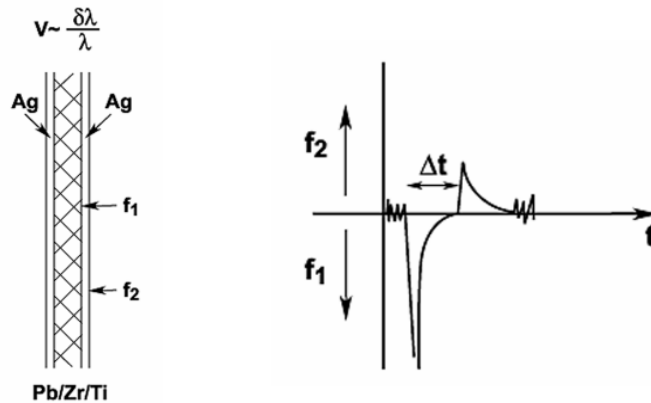 V~ δλ/λ
Ag Ag
f₁
f₂
Pb/Zr/Ti
f₂
Δt
t
f₁